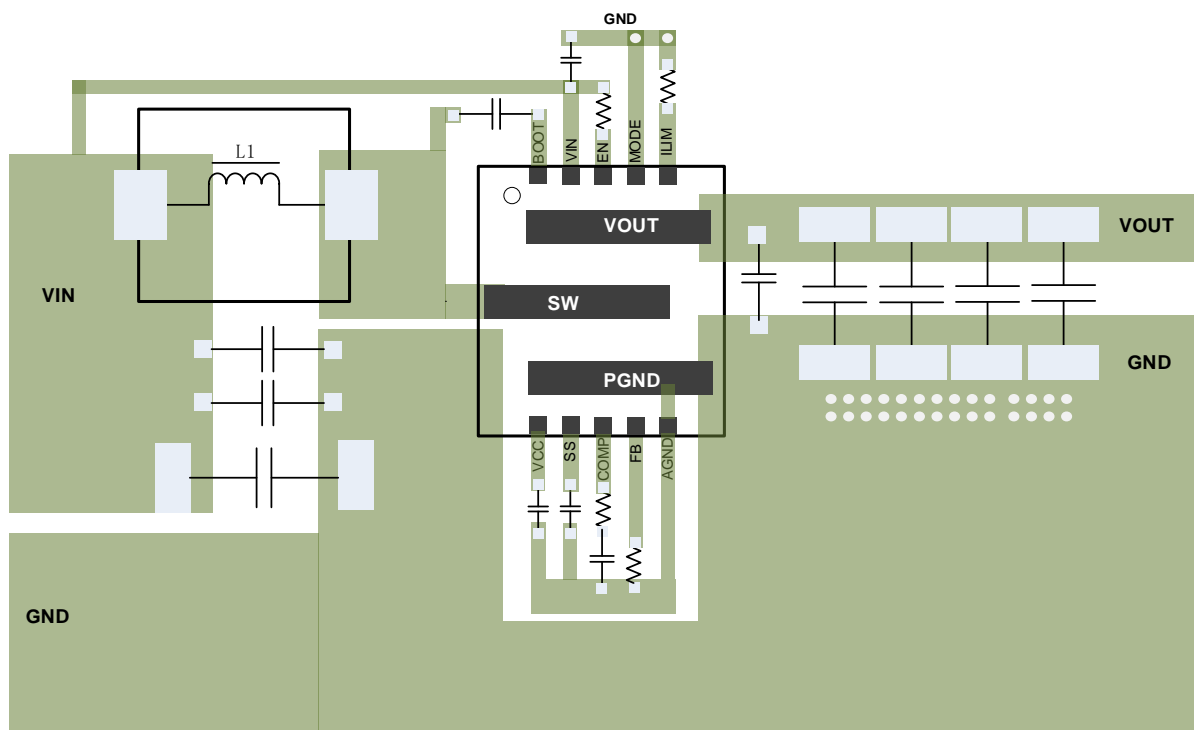 GND
BOOT
VIN
EN
MODE
ILIM
L1
VOUT
VOUT
VIN
SW
PGND
GND
VCC
SS
COMP
FB
AGND
GND